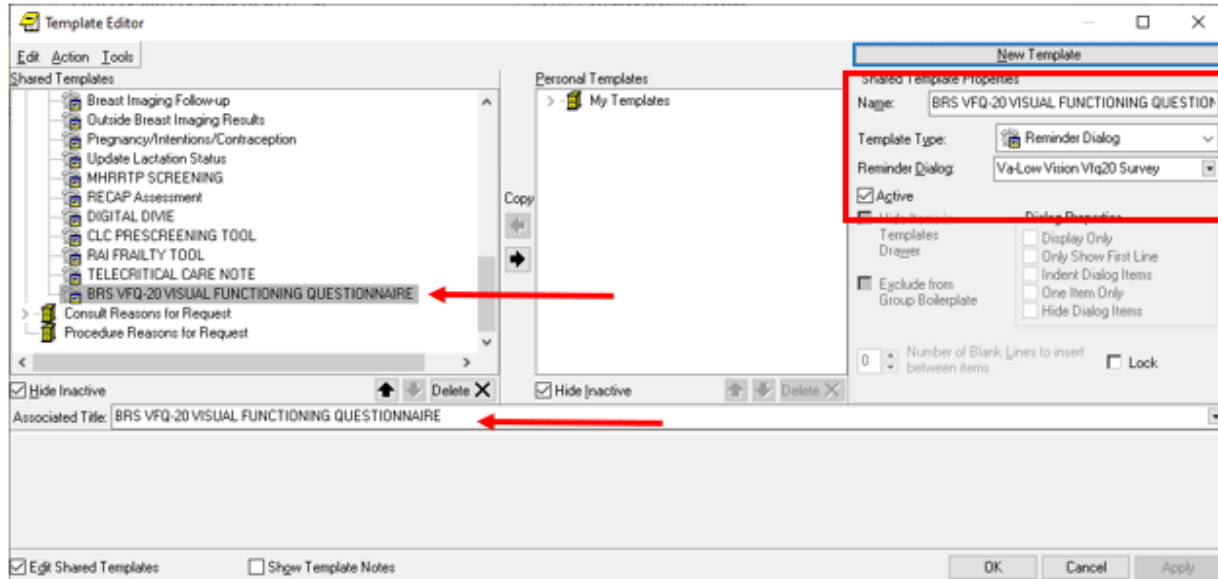 Template Editor
Edit Action Tools
New Template
Shared Templates
Breast Imaging Follow-up
Outside Breast Imaging Results
Pregnancy/Intentions/Contraception
Update Lactation Status
MHRRTP SCREENING
RECAP Assessment
DIGITAL DIVIE
CLC PRESCREENING TOOL
RAI FRAILTY TOOL
TELECRITICAL CARE NOTE
BRS VFQ-20 VISUAL FUNCTIONING QUESTIONNAIRE
Consult Reasons for Request
Procedure Reasons for Request
Hide Inactive
Delete
Copy
Personal Templates
My Templates
Hide Inactive
Delete
Shared Template Properties
Name: BRS VFQ-20 VISUAL FUNCTIONING QUESTION
Template Type: Reminder Dialog
Reminder Dialog: Va-Low Vision Vfq20 Survey
Active
Hide Items in
Templates
Drawer
Exclude from
Group Boilerplate
Dialog Properties
Display Only
Only Show First Line
Indent Dialog Items
One Item Only
Hide Dialog Items
0 Number of Blank Lines to insert
between items
Lock
Associated Title: BRS VFQ-20 VISUAL FUNCTIONING QUESTIONNAIRE
Edit Shared Templates
Show Template Notes
OK Cancel Apply